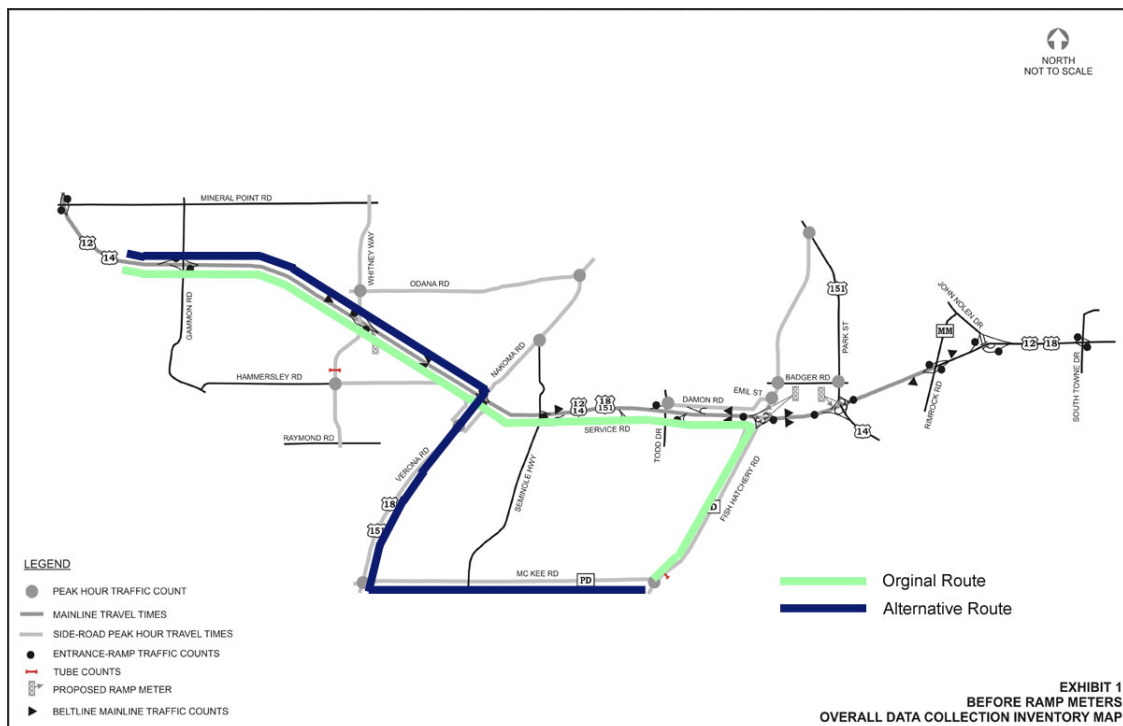 NORTH
NOT TO SCALE
MINERAL POINT RD
12
14
GAMMON RD
WHITNEY WAY
ODANA RD
NAKOMA RD
HAMMERSLEY RD
RAYMOND RD
VERONA RD
18
151
SEMINOLE HWY
12
14
18
151
SERVICE RD
TODD DR
DAMON RD
EMIL ST
BADGER RD
151
PARK ST
14
FISH HATCHERY RD
D
MC KEE RD
PD
JOHN NOLEN DR
MM
RIMROCK RD
12
18
SOUTH TOWNE DR
LEGEND
PEAK HOUR TRAFFIC COUNT
MAINLINE TRAVEL TIMES
SIDE-ROAD PEAK HOUR TRAVEL TIMES
ENTRANCE-RAMP TRAFFIC COUNTS
TUBE COUNTS
PROPOSED RAMP METER
BELTLINE MAINLINE TRAFFIC COUNTS
Orginal Route
Alternative Route
EXHIBIT 1
BEFORE RAMP METERS
OVERALL DATA COLLECTION INVENTORY MAP